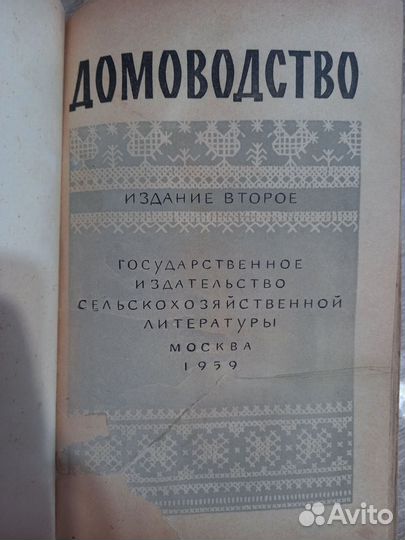 ДОМОВОДСТВО
ИЗДАНИЕ ВТОРОЕ
ГОСУДАРСТВЕННОЕ
ИЗДАТЕЛЬСТВО
СЕЛЬСКОХОЗЯЙСТВЕННОЙ
ЛИТЕРАТУРЫ
МОСКВА
1959
Avito